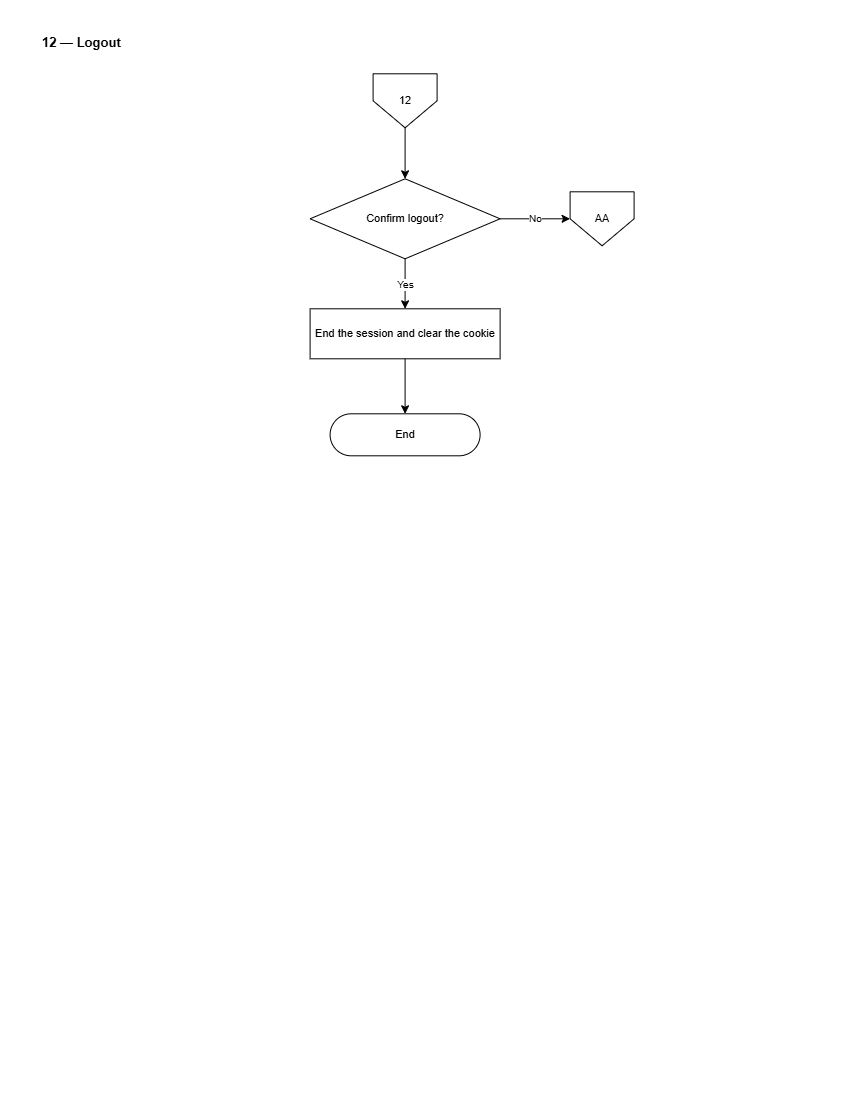 12 — Logout
12
Confirm logout?
No
AA
Yes
End the session and clear the cookie
End